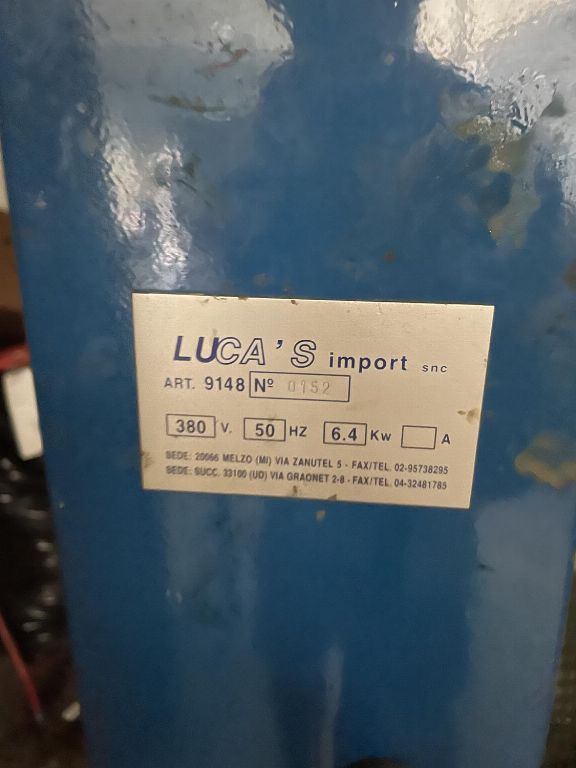 LUCA'S import snc
ART. 9148 Nº 0152
380 V. 50 HZ 6.4 Kw A
SEDE: 20066 MELZO (MI) VIA ZANUTEL 5 - FAX/TEL. 02-95738295
SEDE: SUCC. 33100 (UD) VIA GRAONET 2-8 - FAX/TEL. 04-32481785